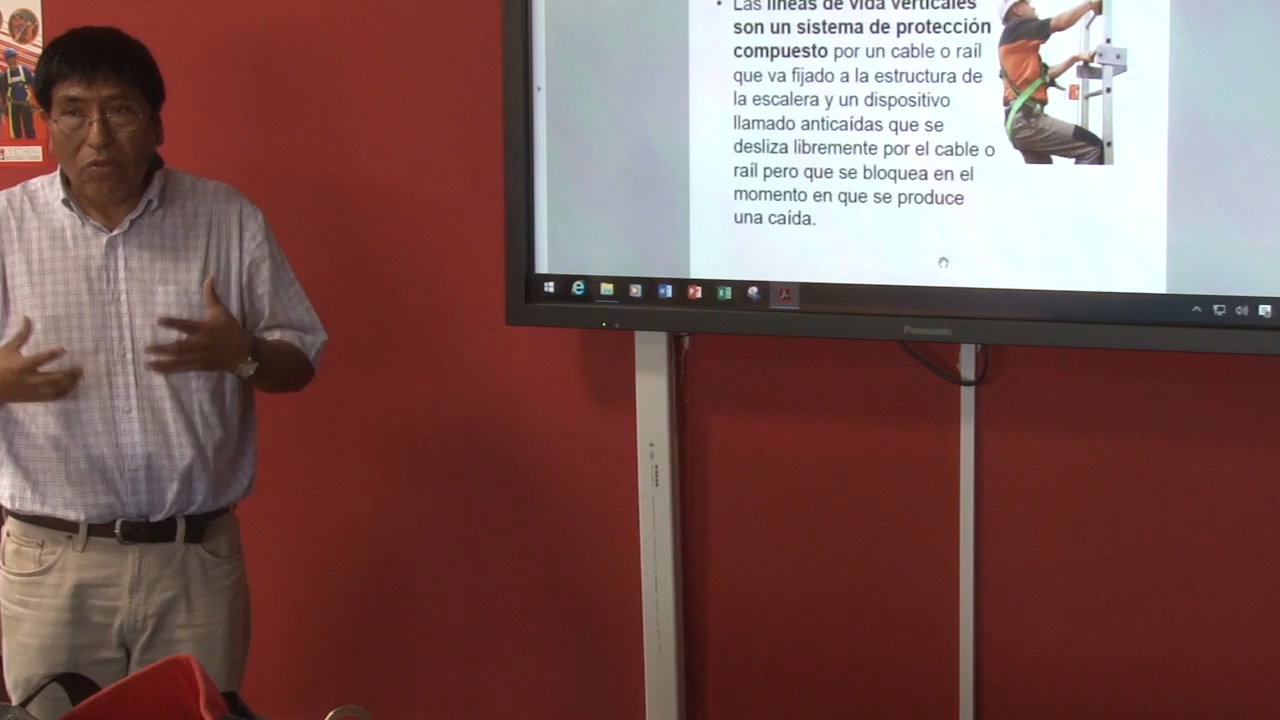 • Las líneas de vida verticales
son un sistema de protección
compuesto por un cable o raíl
que va fijado a la estructura de
la escalera y un dispositivo
llamado anticaídas que se
desliza libremente por el cable o
raíl pero que se bloquea en el
momento en que se produce
una caída.
Panasonic